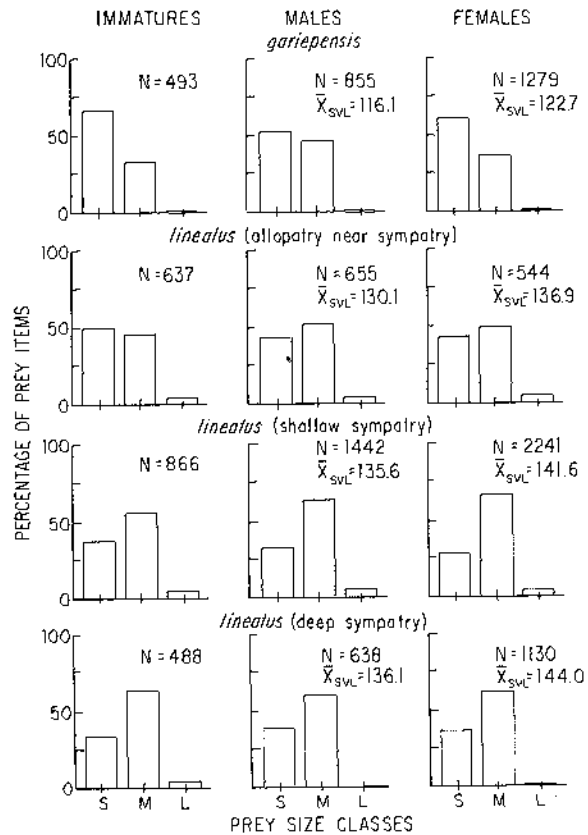 IMMATURES MALES FEMALES
gariepensis
100
50
0
N=493
N=855
X̄SVL=116.1
N=1279
X̄SVL=122.7
lineatus (allopatry near sympatry)
100
50
0
N=637
N=655
X̄SVL=130.1
N=544
X̄SVL=136.9
lineatus (shallow sympatry)
100
50
0
N=866
N=1442
X̄SVL=135.6
N=2241
X̄SVL=141.6
lineatus (deep sympatry)
100
50
0
N=488
N=638
X̄SVL=136.1
N=1130
X̄SVL=144.0
S M L S M L S M L
PREY SIZE CLASSES
PERCENTAGE OF PREY ITEMS